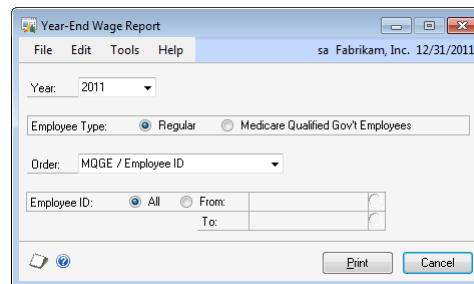 Year-End Wage Report
File Edit Tools Help sa Fabrikam, Inc. 12/31/2011
Year: 2011
Employee Type: Regular Medicare Qualified Gov't Employees
Order: MQGE / Employee ID
Employee ID: All From:
To:
Print Cancel